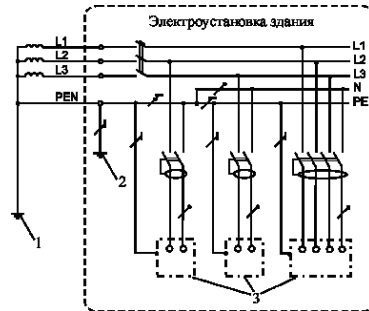 Электроустановка здания
L1 L1
L2 L2
L3 L3
N
PEN PE
2
1
3